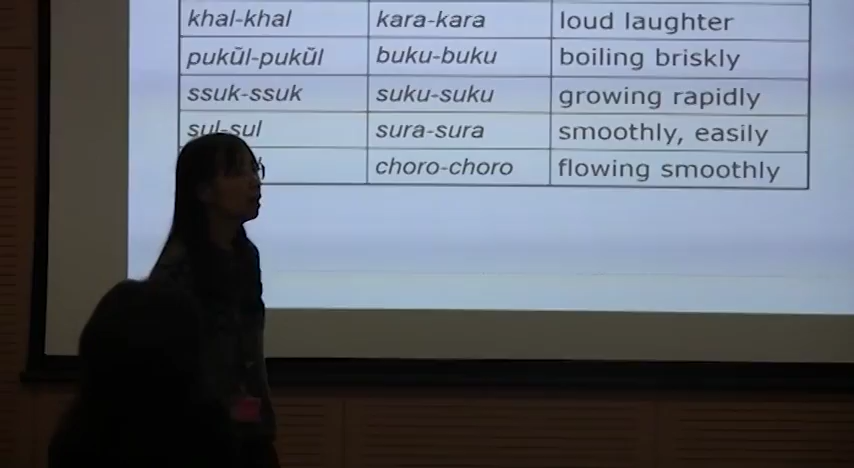 khal-khal kara-kara loud laughter
pukŭl-pukŭl buku-buku boiling briskly
ssuk-ssuk suku-suku growing rapidly
sul-sul sura-sura smoothly, easily
choro-choro flowing smoothly